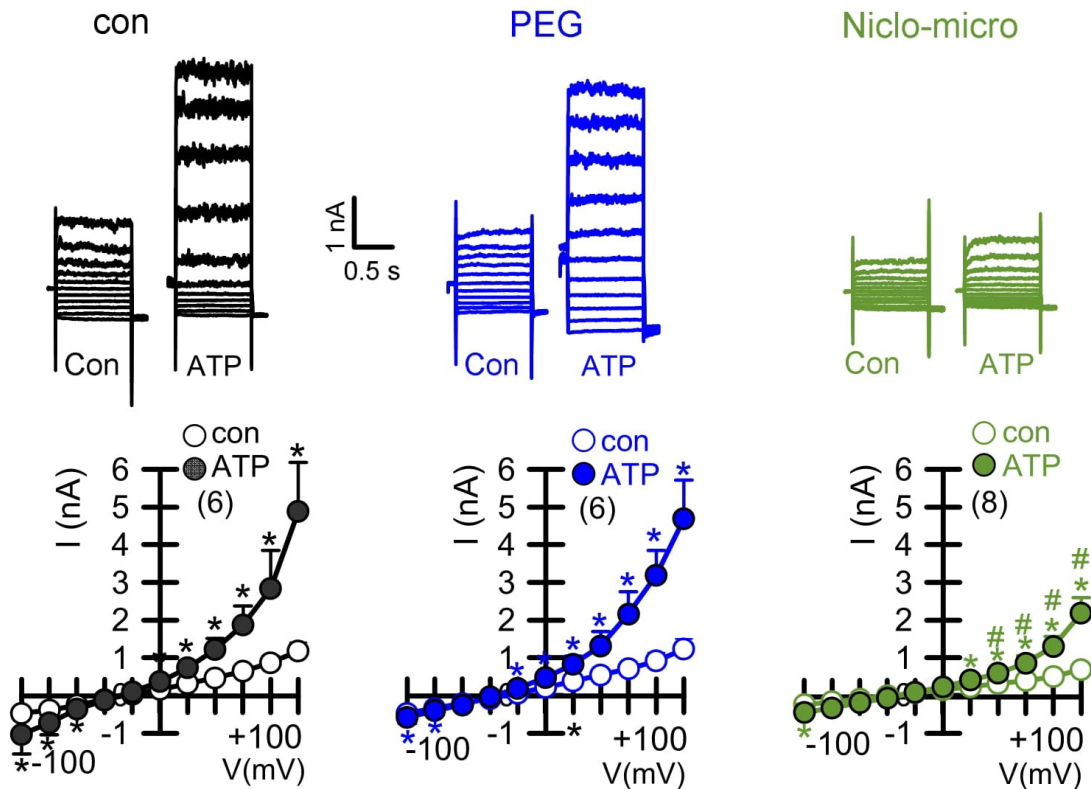 con
PEG
Niclo-micro
1 nA
0.5 s
Con
ATP
Con
ATP
Con
ATP
con
ATP
(6)
I (nA)
6
5
4
3
2
1
-1
-100
+100
V(mV)
* * * * * * * * *
con
ATP
(6)
I (nA)
6
5
4
3
2
1
-1
-100
+100
V(mV)
* * * * * * * * * *
con
ATP
(8)
I (nA)
6
5
4
3
2
1
-1
-100
+100
V(mV)
# # # #
* * * * * *